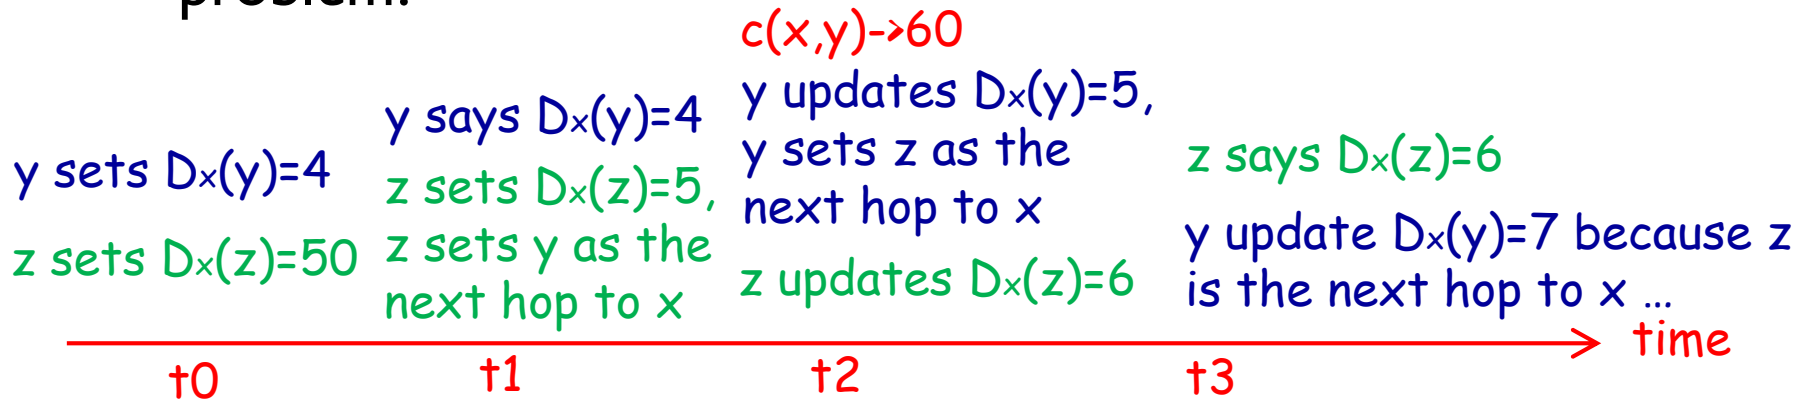 problem.
y sets Dx(y)=4
z sets Dx(z)=50
y says Dx(y)=4
z sets Dx(z)=5,
z sets y as the
next hop to x
c(x,y)->60
y updates Dx(y)=5,
y sets z as the
next hop to x
z updates Dx(z)=6
z says Dx(z)=6
y update Dx(y)=7 because z
is the next hop to x ...
time
t0
t1
t2
t3